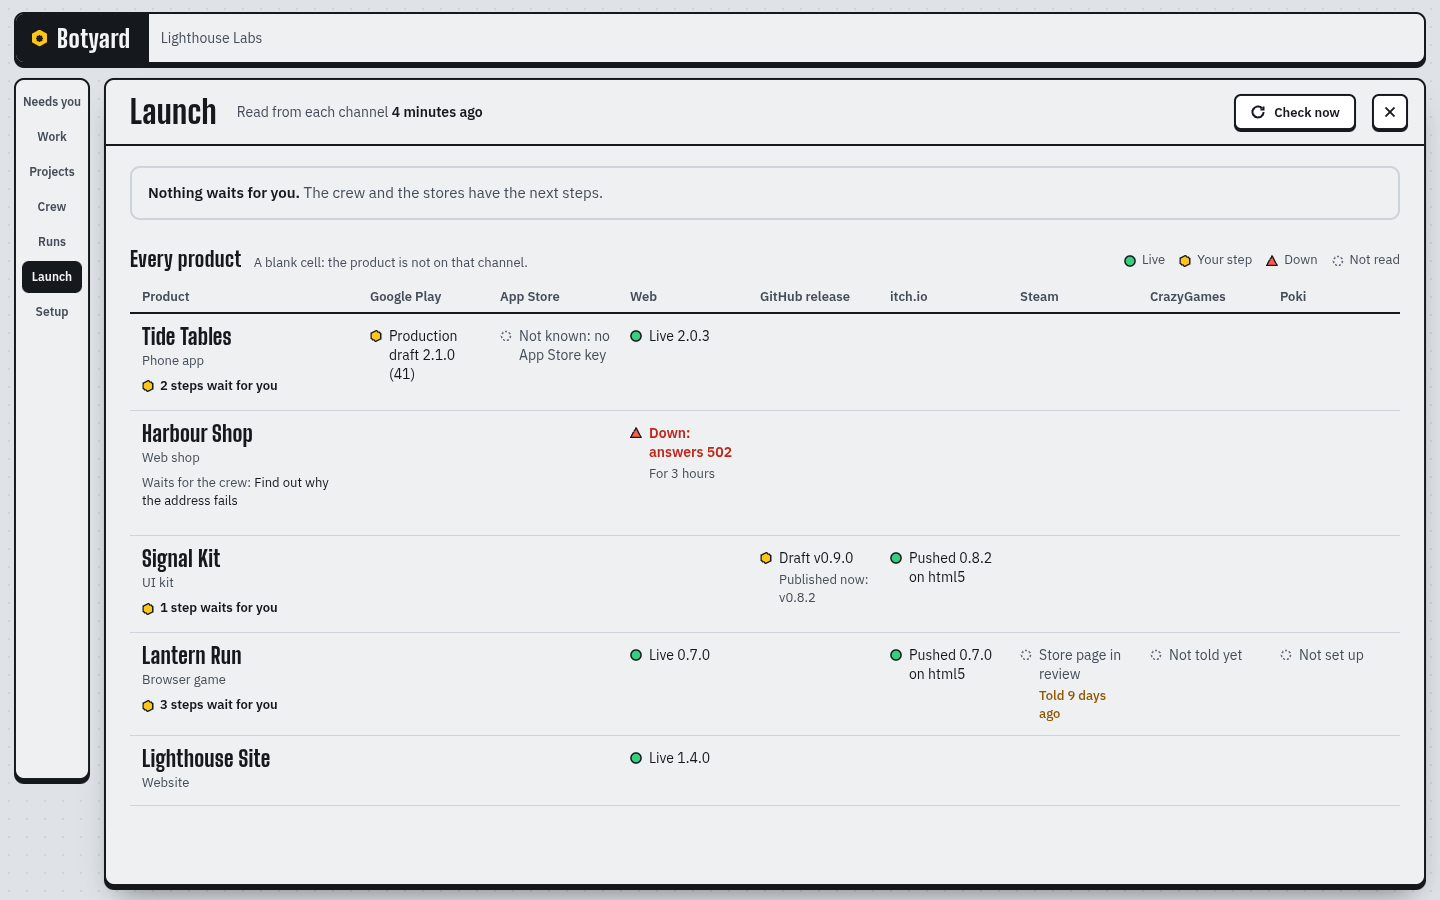 Botyard
Lighthouse Labs
Needs you
Work
Projects
Crew
Runs
Launch
Setup
Launch
Read from each channel 4 minutes ago
Check now
Nothing waits for you. The crew and the stores have the next steps.
Every product
A blank cell: the product is not on that channel.
Live
Your step
Down
Not read
Product
Google Play
App Store
Web
GitHub release
itch.io
Steam
CrazyGames
Poki
Tide Tables
Phone app
2 steps wait for you
Production
draft 2.1.0
(41)
Not known: no
App Store key
Live 2.0.3
Harbour Shop
Web shop
Waits for the crew: Find out why
the address fails
Down:
answers 502
For 3 hours
Signal Kit
UI kit
1 step waits for you
Draft v0.9.0
Published now:
v0.8.2
Pushed 0.8.2
on html5
Lantern Run
Browser game
3 steps wait for you
Live 0.7.0
Pushed 0.7.0
on html5
Store page in
review
Told 9 days
ago
Not told yet
Not set up
Lighthouse Site
Website
Live 1.4.0